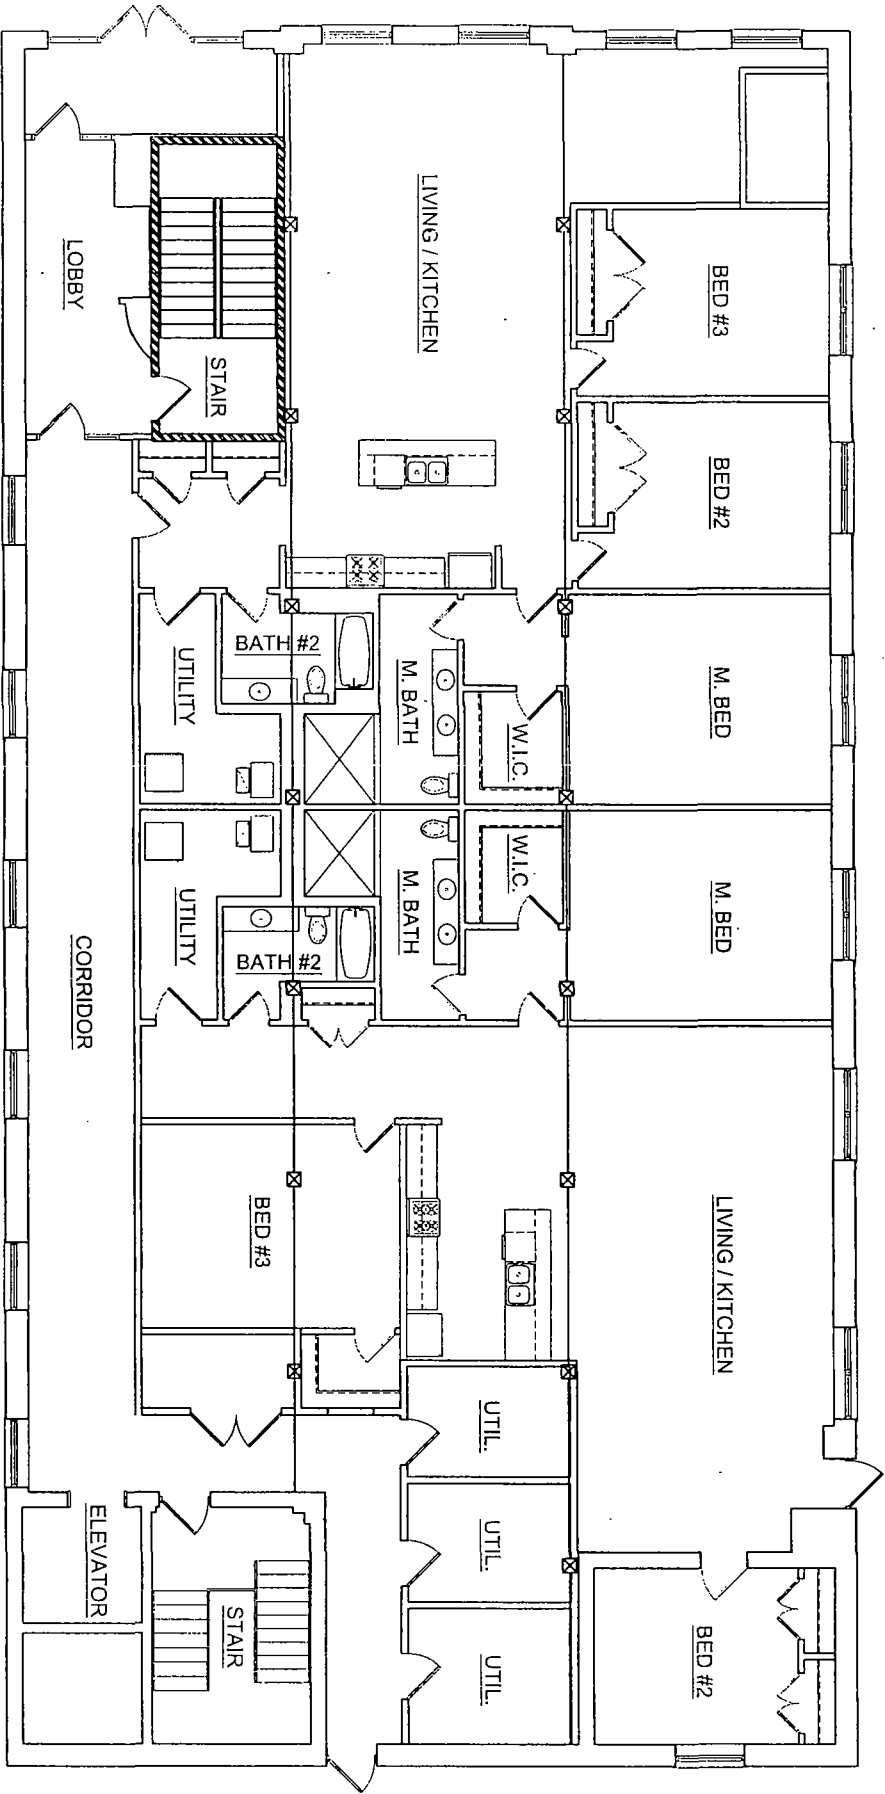 LIVING / KITCHEN
LOBBY
BED #3
STAIR
BED #2
BATH #2
UTILITY
M. BATH
W.I.C.
M. BED
W.I.C.
M. BATH
M. BED
UTILITY
BATH #2
CORRIDOR
BED #3
LIVING / KITCHEN
UTIL.
ELEVATOR
UTIL.
STAIR
UTIL.
BED #2